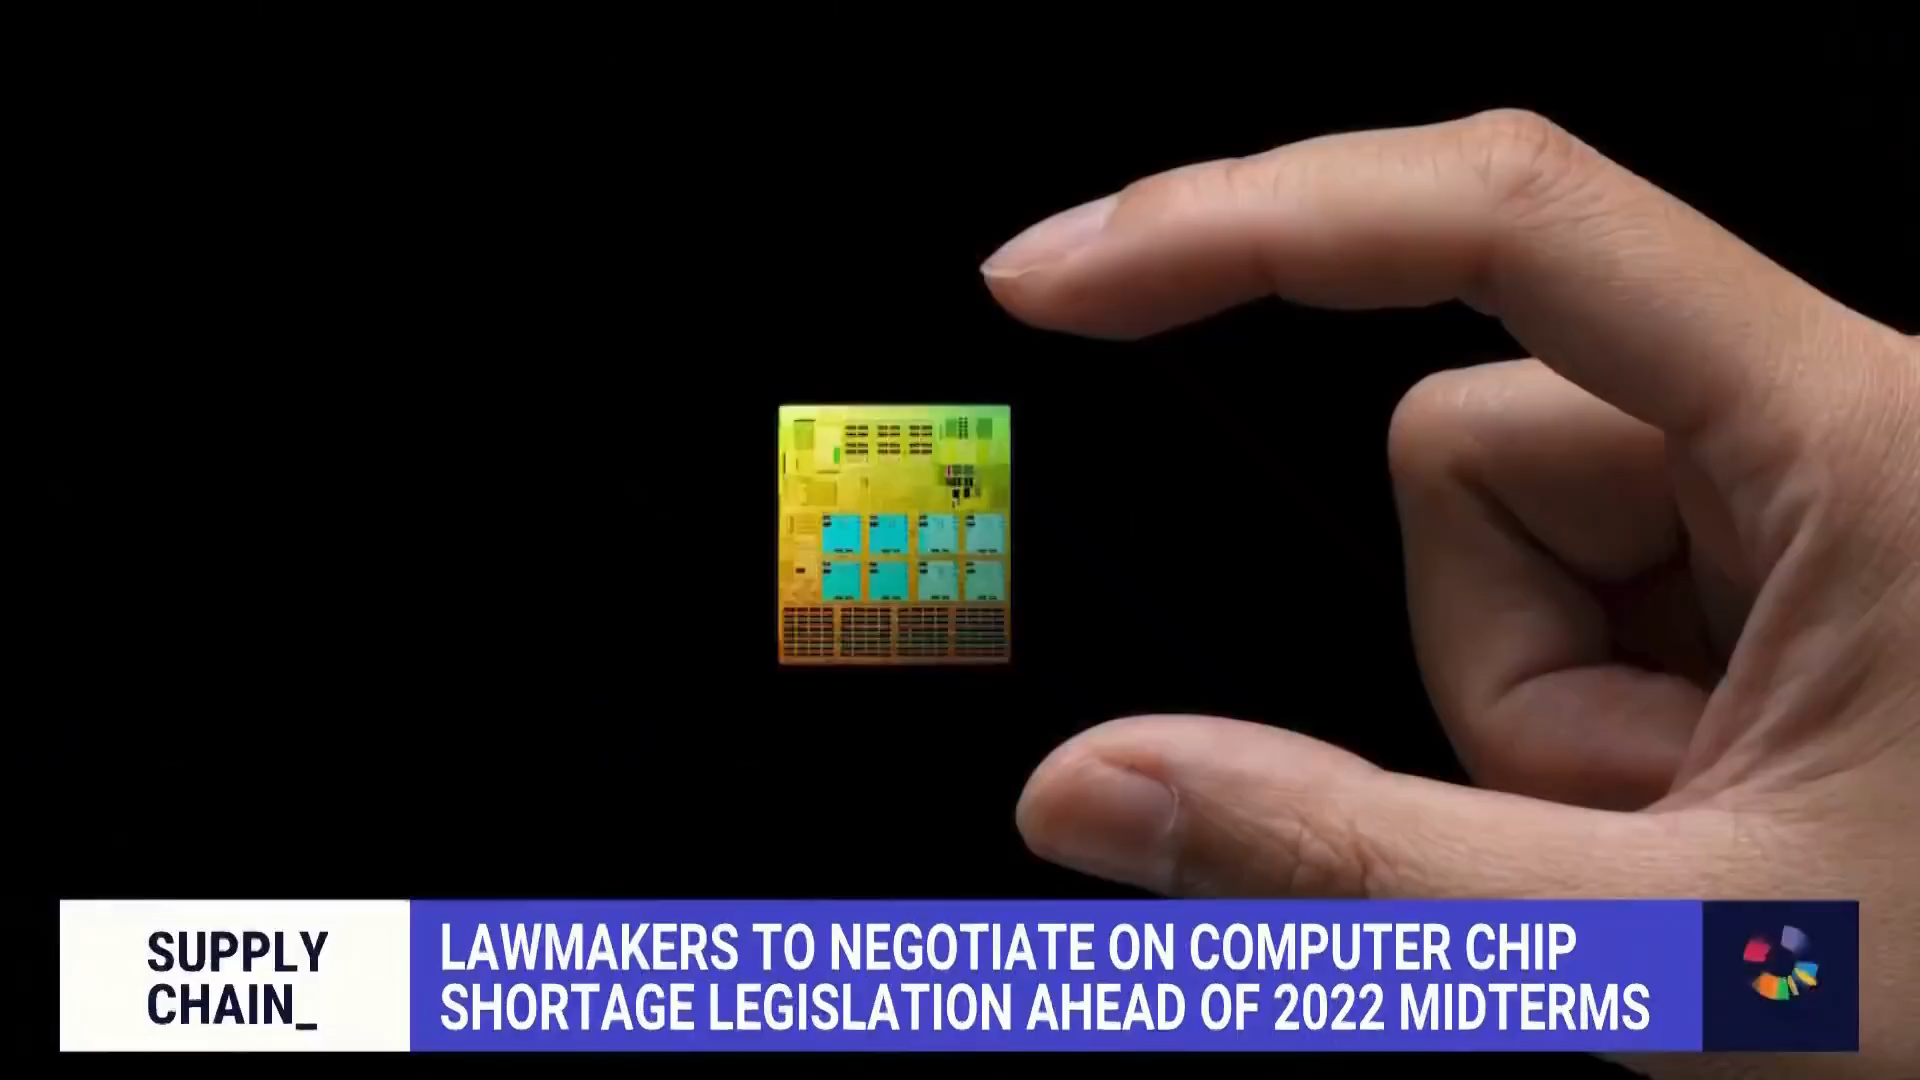 SUPPLY
CHAIN_
LAWMAKERS TO NEGOTIATE ON COMPUTER CHIP
SHORTAGE LEGISLATION AHEAD OF 2022 MIDTERMS